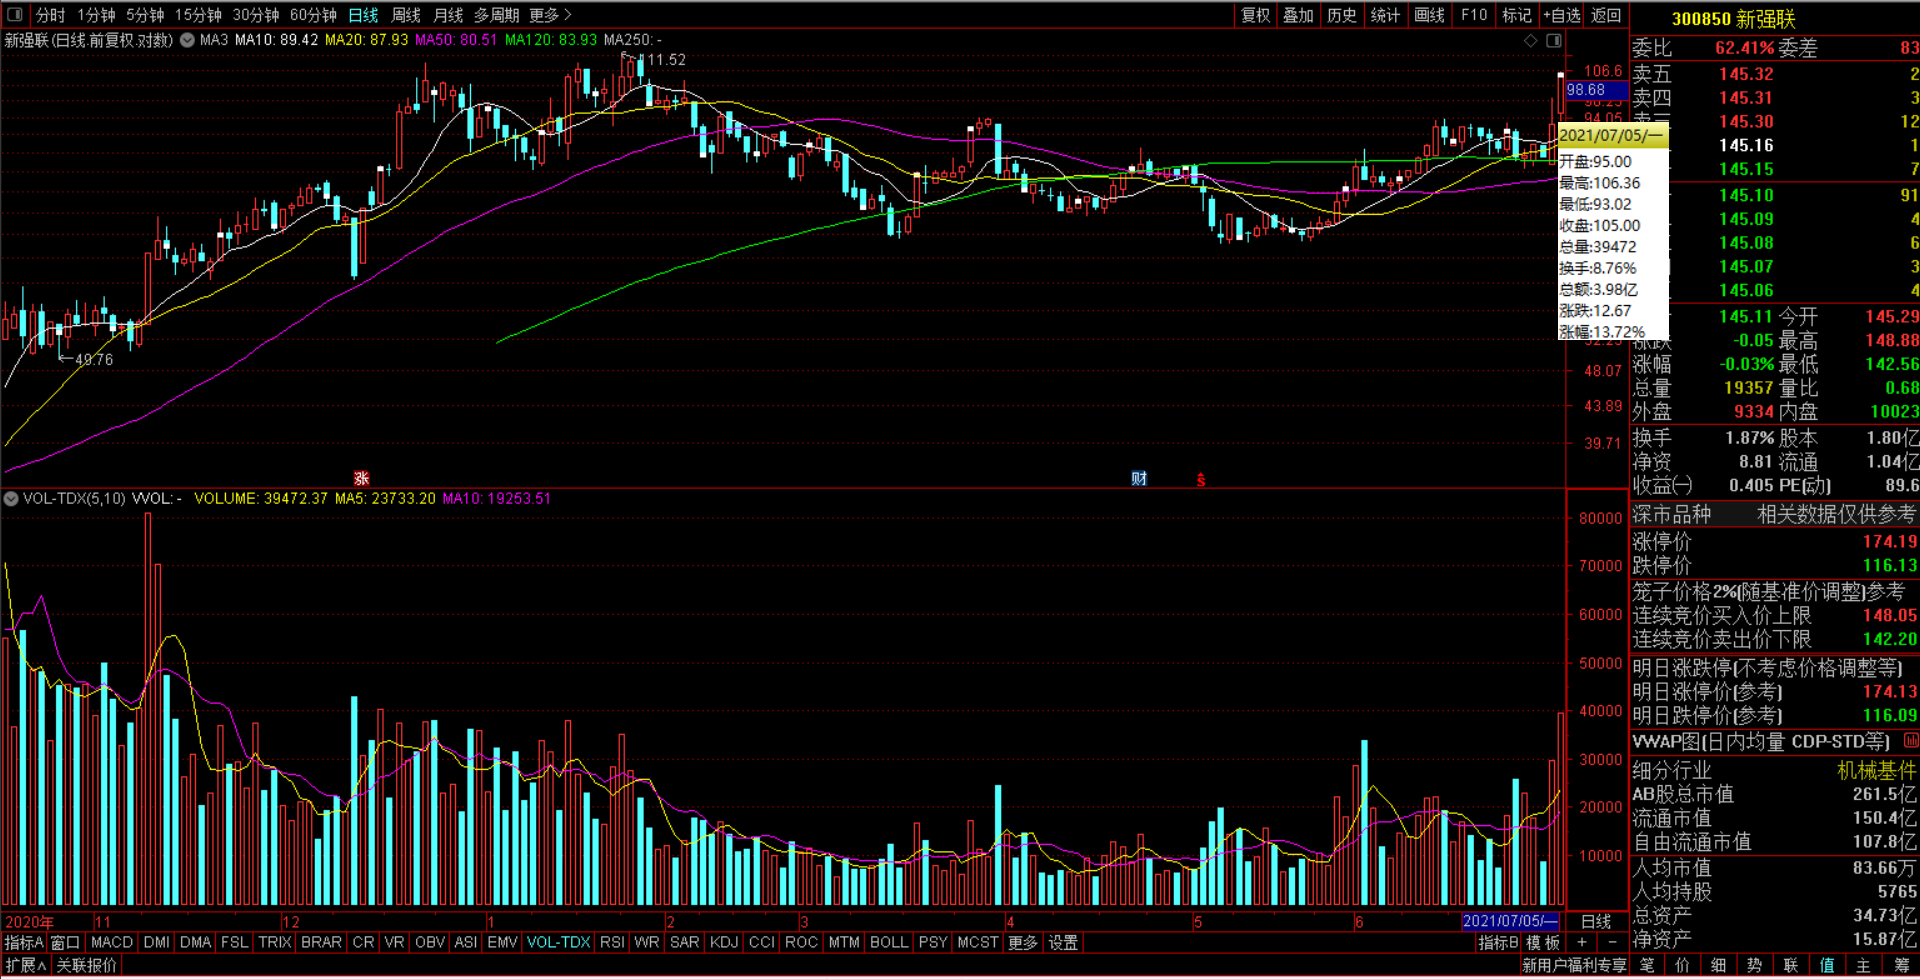 分时 1分钟 5分钟 15分钟 30分钟 60分钟 日线 周线 月线 多周期 更多 >
复权 叠加 历史 统计 画线 F10 标记 +自选 返回
300850 新强联
新强联(日线.前复权.对数) MA3 MA10: 89.42 MA20: 87.93 MA50: 80.51 MA120: 83.93 MA250: -
委比 62.41% 委差 83
卖五 145.32 2
卖四 145.31 3
145.30 12
145.16 1
145.15 7
145.10 91
145.09 4
145.08 6
145.07 3
145.06 4
145.11 今开 145.29
涨跌 -0.05 最高 148.88
涨幅 -0.03% 最低 142.56
总量 19357 量比 0.68
外盘 9334 内盘 10023
换手 1.87% 股本 1.80亿
净资 8.81 流通 1.04亿
收益㈠ 0.405 PE(动) 89.6
深市品种 相关数据仅供参考
涨停价 174.19
跌停价 116.13
笼子价格2%(随基准价调整)参考
连续竞价买入价上限 148.05
连续竞价卖出价下限 142.20
明日涨跌停(不考虑价格调整等)
明日涨停价(参考) 174.13
明日跌停价(参考) 116.09
VWAP图(日内均量 CDP-STD等)
细分行业 机械基件
AB股总市值 261.5亿
流通市值 150.4亿
自由流通市值 107.8亿
人均市值 83.66万
人均持股 5765
总资产 34.73亿
净资产 15.87亿
11.52
←49.76
106.6
98.68
94.05
48.07
43.89
39.71
2021/07/05/一
开盘:95.00
最高:106.36
最低:93.02
收盘:105.00
总量:39472
换手:8.76%
总额:3.98亿
涨跌:12.67
涨幅:13.72%
涨 财 $
VOL-TDX(5,10) VVOL: - VOLUME: 39472.37 MA5: 23733.20 MA10: 19253.51
80000
70000
60000
50000
40000
30000
20000
10000
2020年 11 12 1 2 3 4 5 6 2021/07/05/一 日线
指标A 窗口 MACD DMI DMA FSL TRIX BRAR CR VR OBV ASI EMV VOL-TDX RSI WR SAR KDJ CCI ROC MTM BOLL PSY MCST 更多 设置 指标B 模板 + -
扩展∧ 关联报价 新用户福利专享 笔 价 细 势 联 值 主 筹